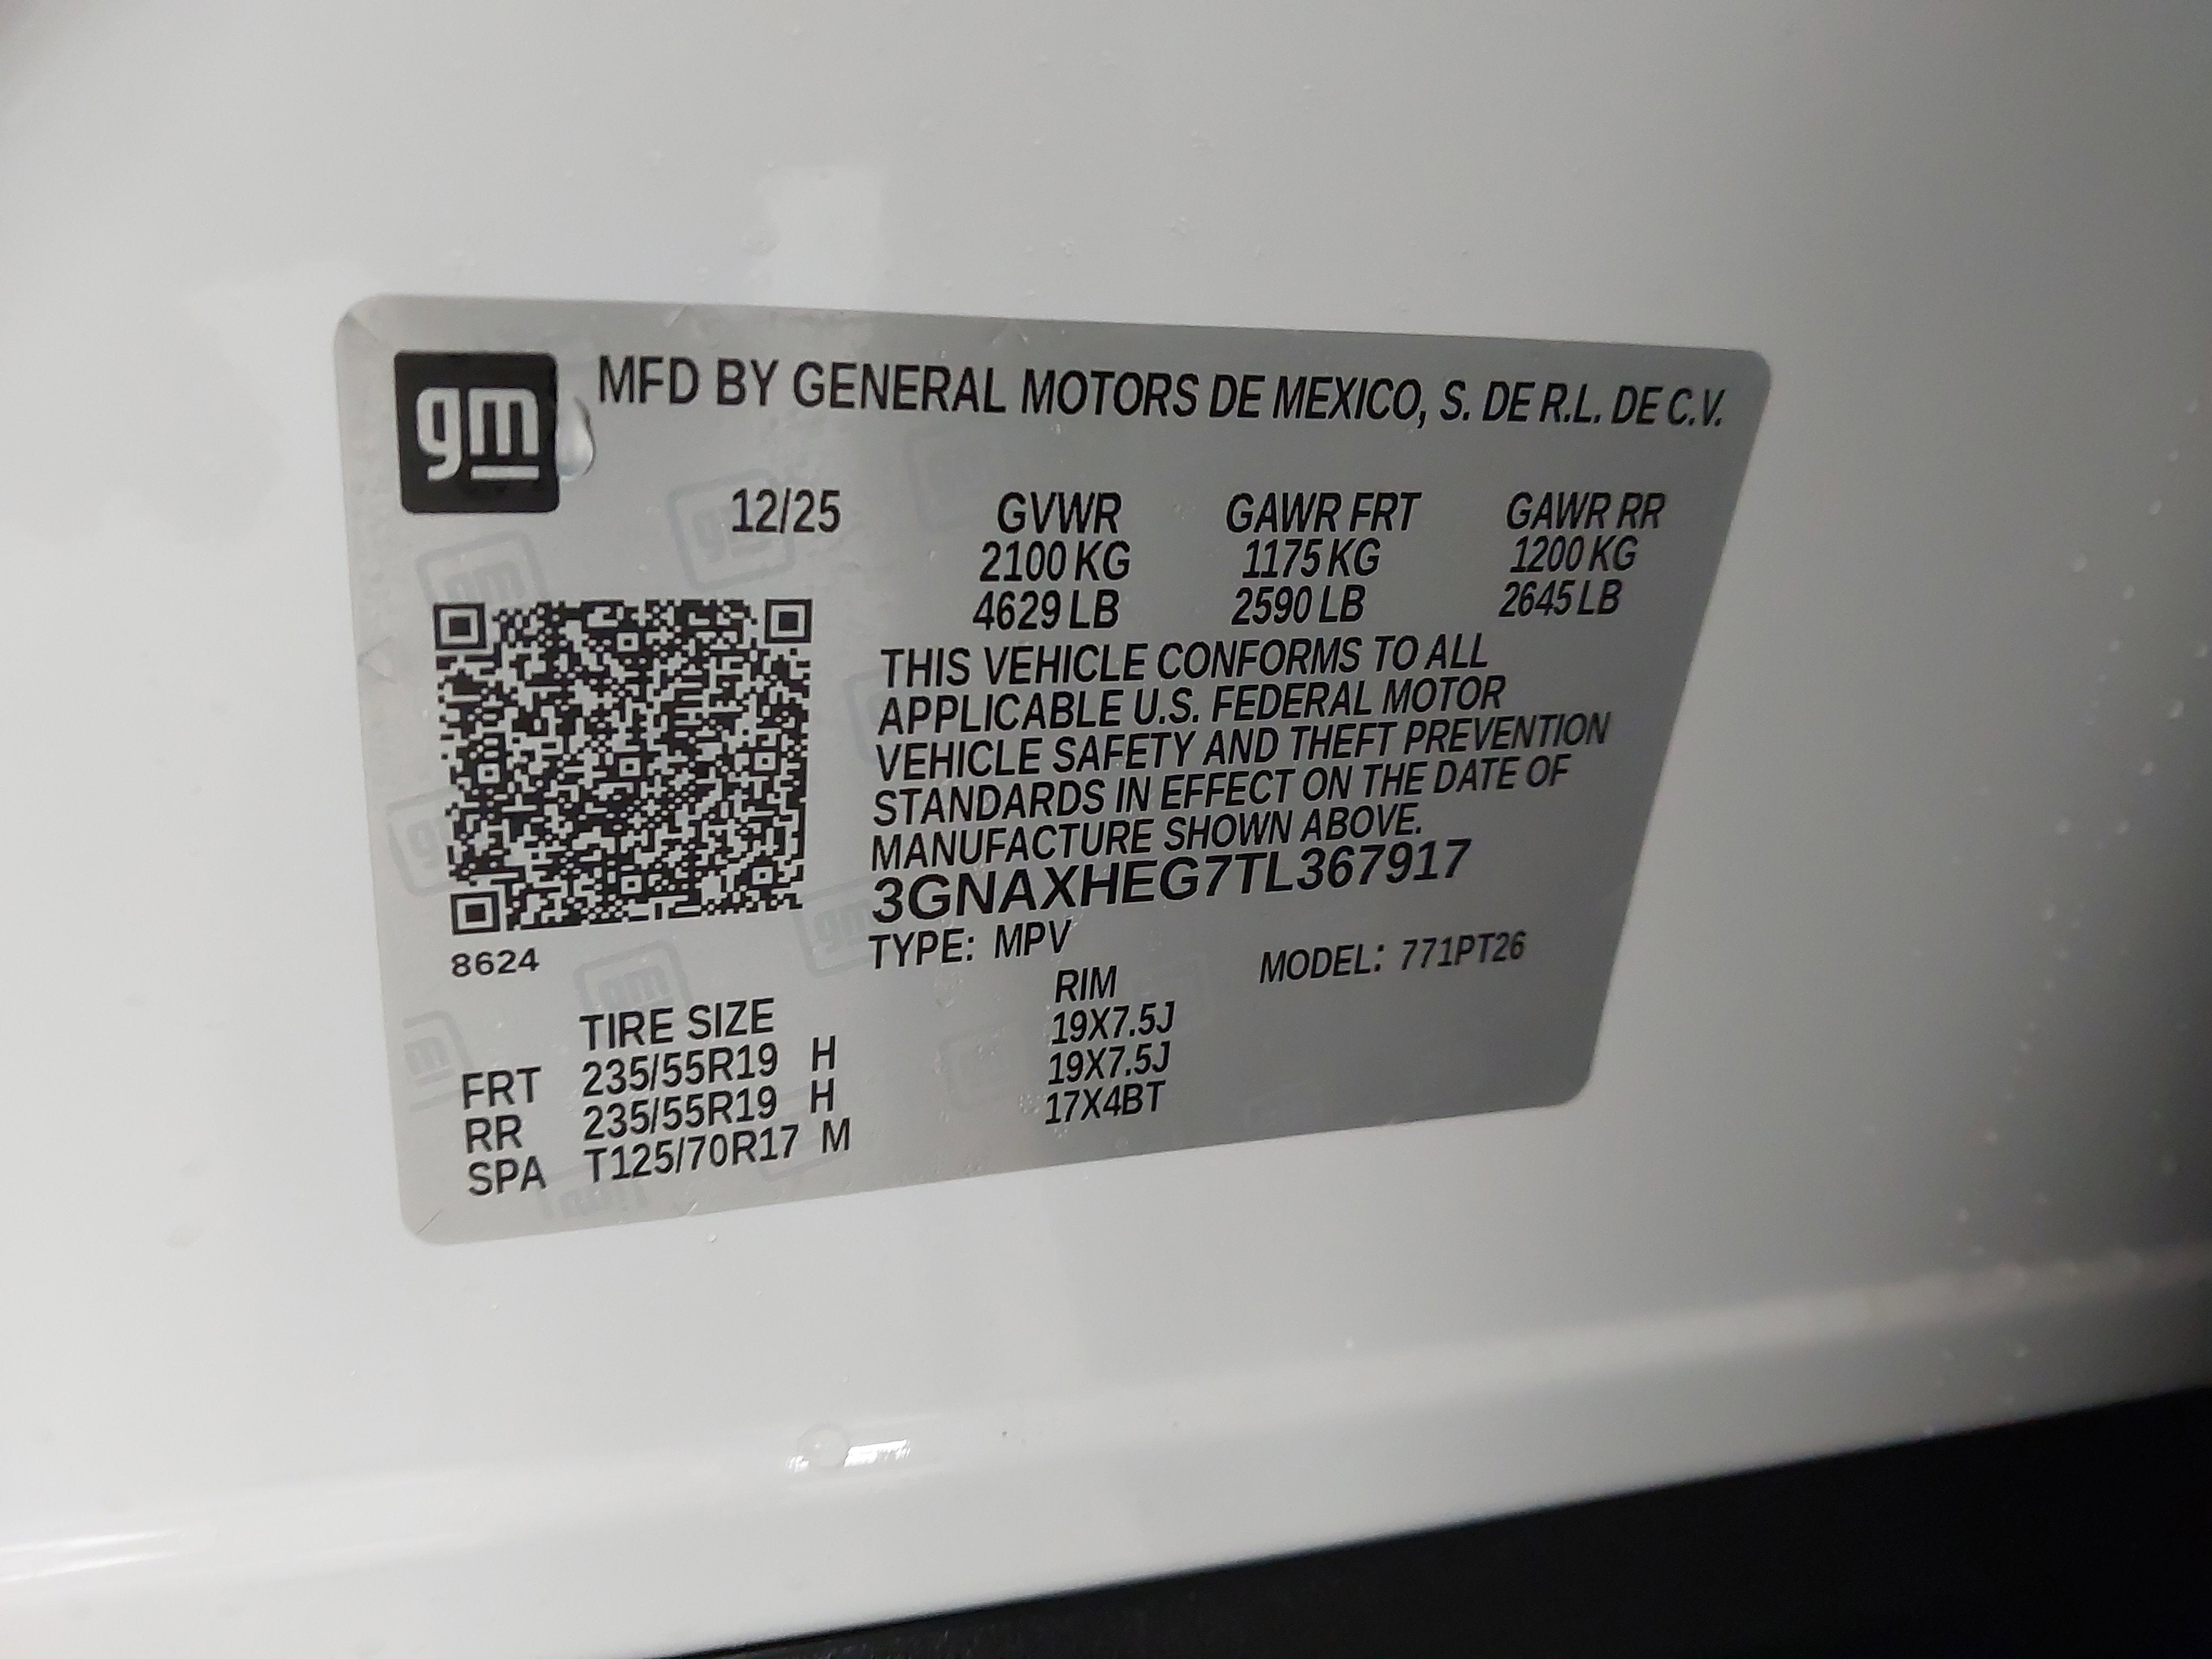 gm MFD BY GENERAL MOTORS DE MEXICO, S. DE R.L. DE C.V.
12/25 GVWR GAWR FRT GAWR RR
2100 KG 1175 KG 1200 KG
4629 LB 2590 LB 2645 LB
THIS VEHICLE CONFORMS TO ALL
APPLICABLE U.S. FEDERAL MOTOR
VEHICLE SAFETY AND THEFT PREVENTION
STANDARDS IN EFFECT ON THE DATE OF
MANUFACTURE SHOWN ABOVE.
3GNAXHEG7TL367917
TYPE: MPV MODEL: 771PT26
8624
TIRE SIZE RIM
FRT 235/55R19 H 19X7.5J
RR 235/55R19 H 19X7.5J
SPA T125/70R17 M 17X4BT